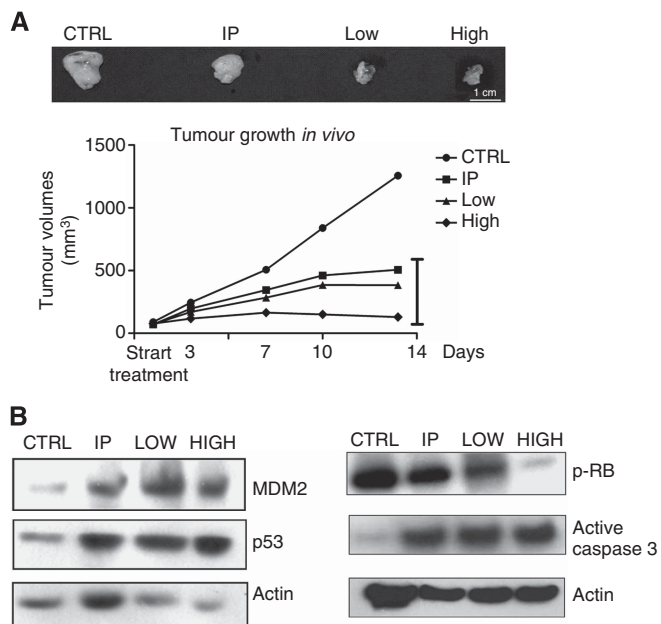 A
CTRL IP Low High
1 cm
Tumour growth in vivo
Tumour volumes
(mm3)
1500
1000
500
0
CTRL
IP
Low
High
Strart 3 7 10 14 Days
treatment
B
CTRL IP LOW HIGH
MDM2
p53
Actin
CTRL IP LOW HIGH
p-RB
Active
caspase 3
Actin